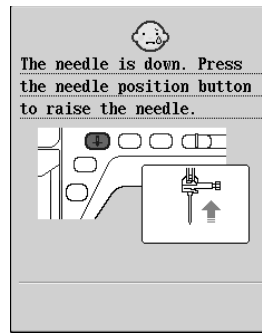 The needle is down. Press
the needle position button
to raise the needle.